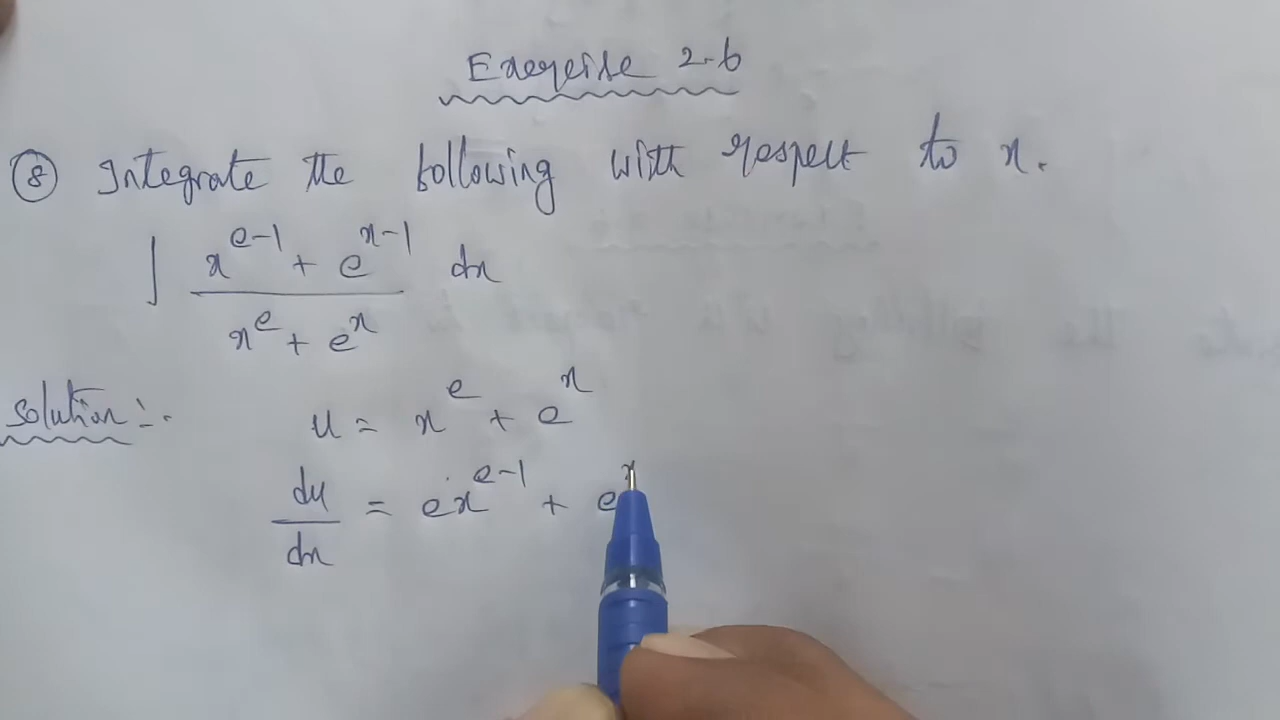 Exercise 2.6
⑧ Integrate the following with respect to x.
∫ (x^(e-1) + e^(x-1)) / (x^e + e^x) dx
Solution:-
u = x^e + e^x
du/dx = ex^(e-1) + e^x